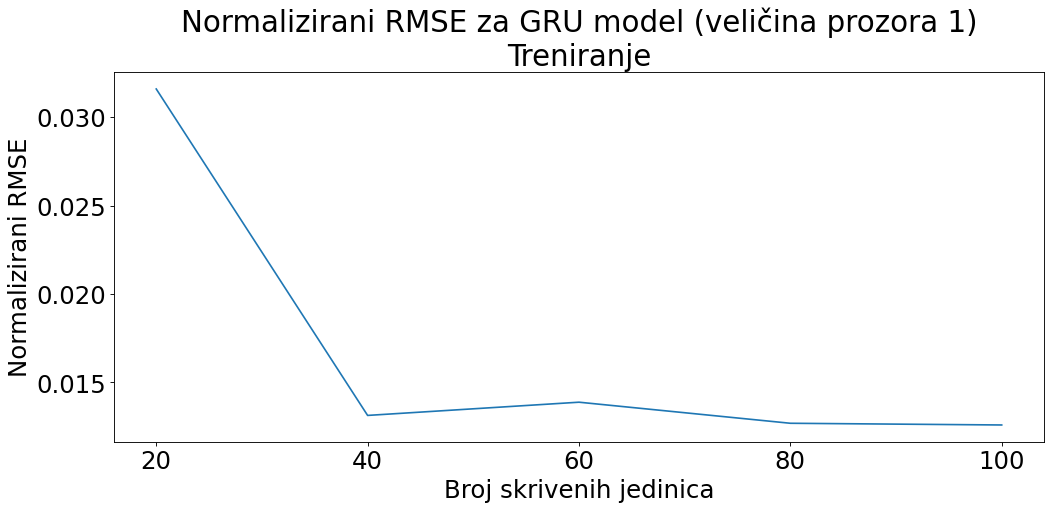 Normalizirani RMSE za GRU model (veličina prozora 1)
Treniranje
Normalizirani RMSE
0.030
0.025
0.020
0.015
20 40 60 80 100
Broj skrivenih jedinica